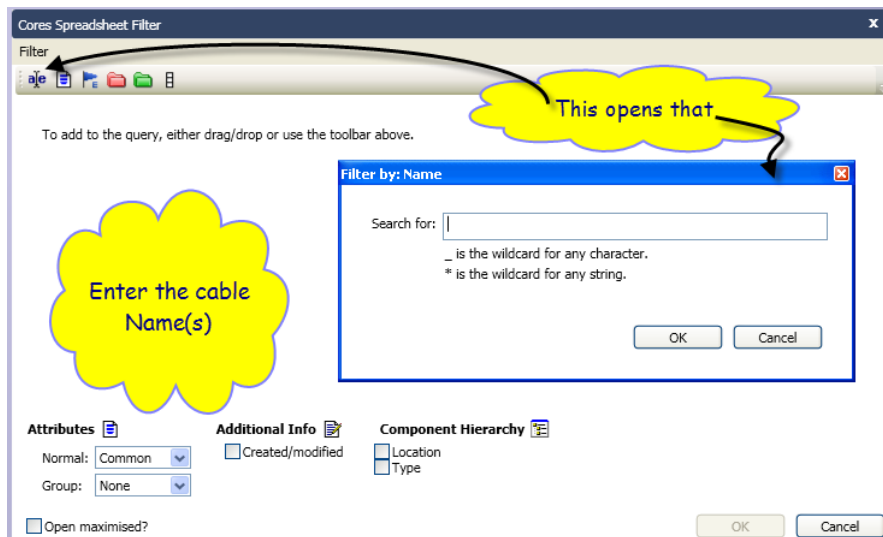 Cores Spreadsheet Filter x
Filter
a|e E
This opens that
To add to the query, either drag/drop or use the toolbar above.
Filter by: Name
Search for:
_ is the wildcard for any character.
* is the wildcard for any string.
Enter the cable
Name(s)
OK Cancel
Attributes Additional Info Component Hierarchy
Normal: Common Created/modified Location
Type
Group: None
Open maximised? OK Cancel